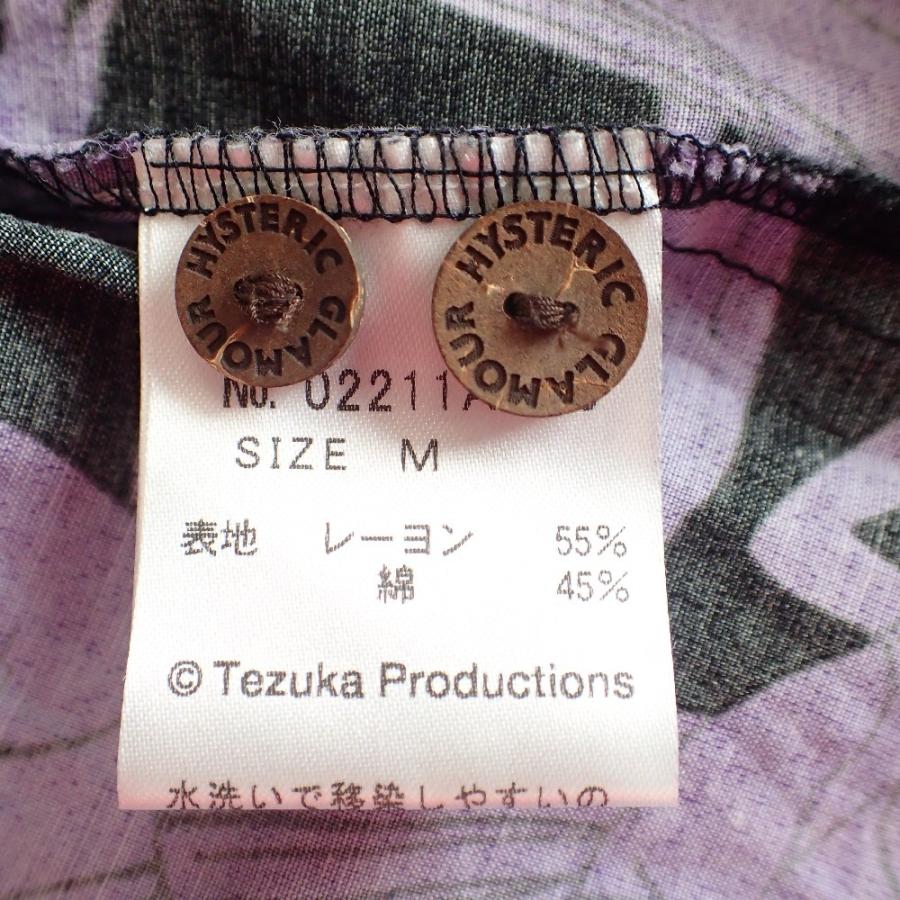 HYSTERIC GLAMOUR
HYSTERIC GLAMOUR
No. 02211
SIZE M
表地 レーヨン 55%
綿 45%
© Tezuka Productions
水洗いで移染しやすいの